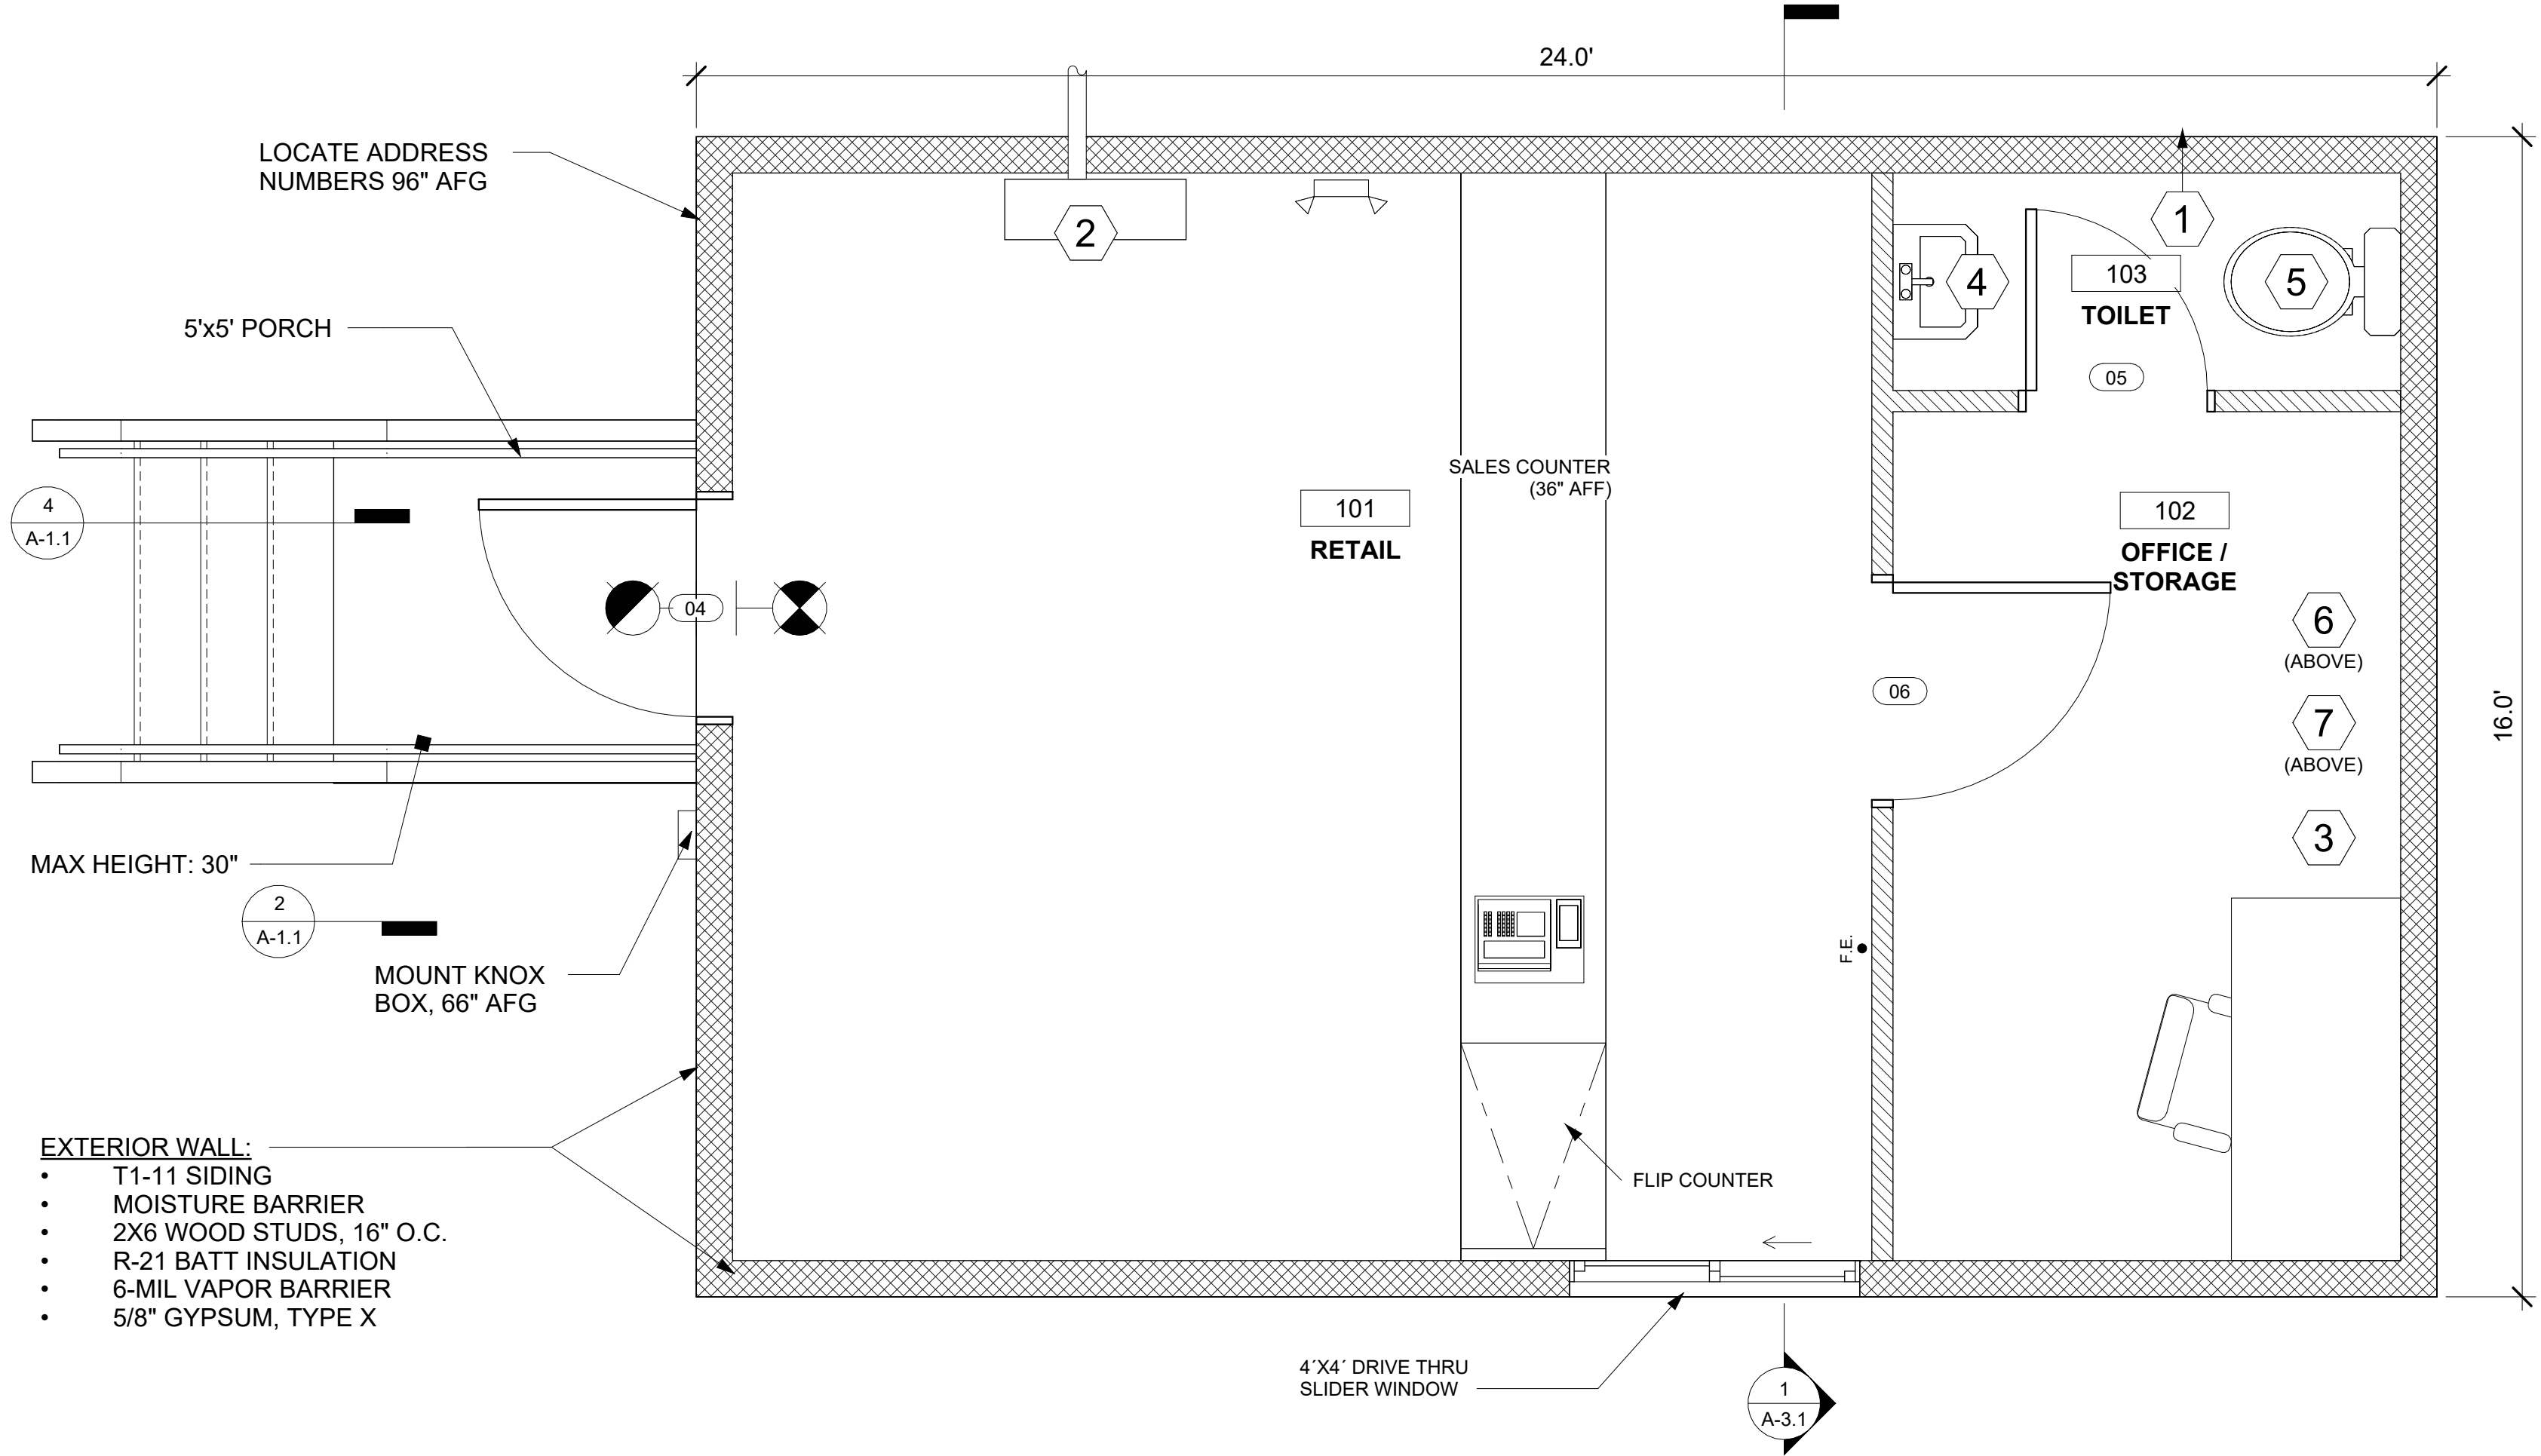 24.0'
LOCATE ADDRESS
NUMBERS 96" AFG
2
1
4
103
5
TOILET
5'x5' PORCH
05
SALES COUNTER
(36" AFF)
4
A-1.1
101
RETAIL
102
OFFICE /
STORAGE
04
6
(ABOVE)
06
7
(ABOVE)
16.0'
3
MAX HEIGHT: 30"
2
A-1.1
F.E.
MOUNT KNOX
BOX, 66" AFG
EXTERIOR WALL:
• T1-11 SIDING
• MOISTURE BARRIER
• 2X6 WOOD STUDS, 16" O.C.
• R-21 BATT INSULATION
• 6-MIL VAPOR BARRIER
• 5/8" GYPSUM, TYPE X
FLIP COUNTER
4´X4´ DRIVE THRU
SLIDER WINDOW
1
A-3.1